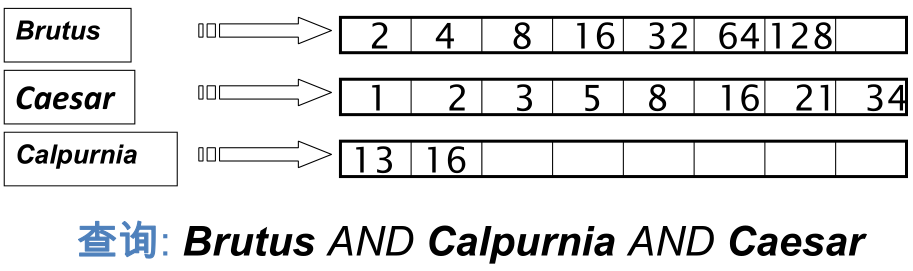 Brutus 2 4 8 16 32 64 128
Caesar 1 2 3 5 8 16 21 34
Calpurnia 13 16
查询: Brutus AND Calpurnia AND Caesar